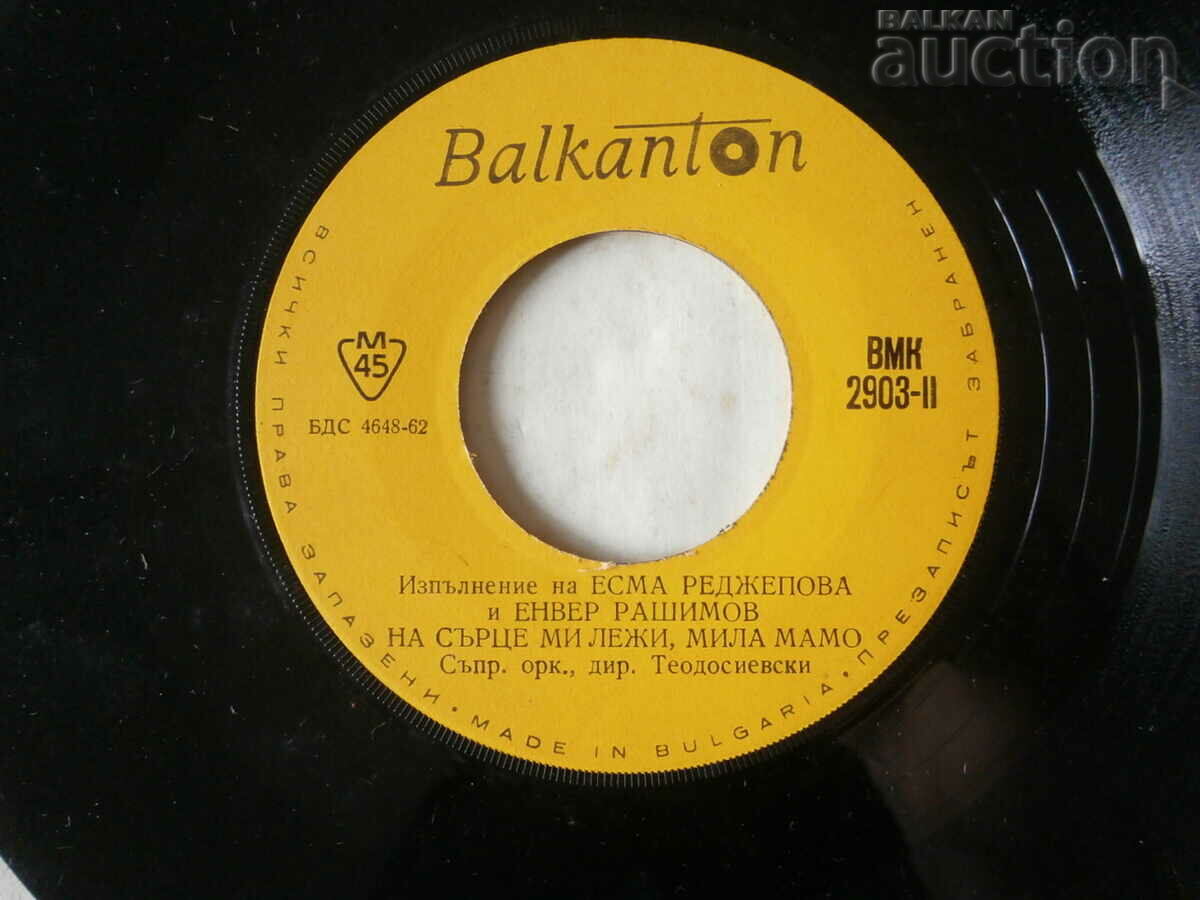 BALKAN
auction
Balkanton
M
45
БДС 4648-62
ВМК
2903-II
Изпълнение на ЕСМА РЕДЖЕПОВА
и ЕНВЕР РАШИМОВ
НА СЪРЦЕ МИ ЛЕЖИ, МИЛА МАМО
Съпр. орк., дир. Теодосиевски
ВСИЧКИ ПРАВА ЗАПАЗЕНИ • MADE IN BULGARIA • ПРЕЗАПИСЪТ ЗАБРАНЕН